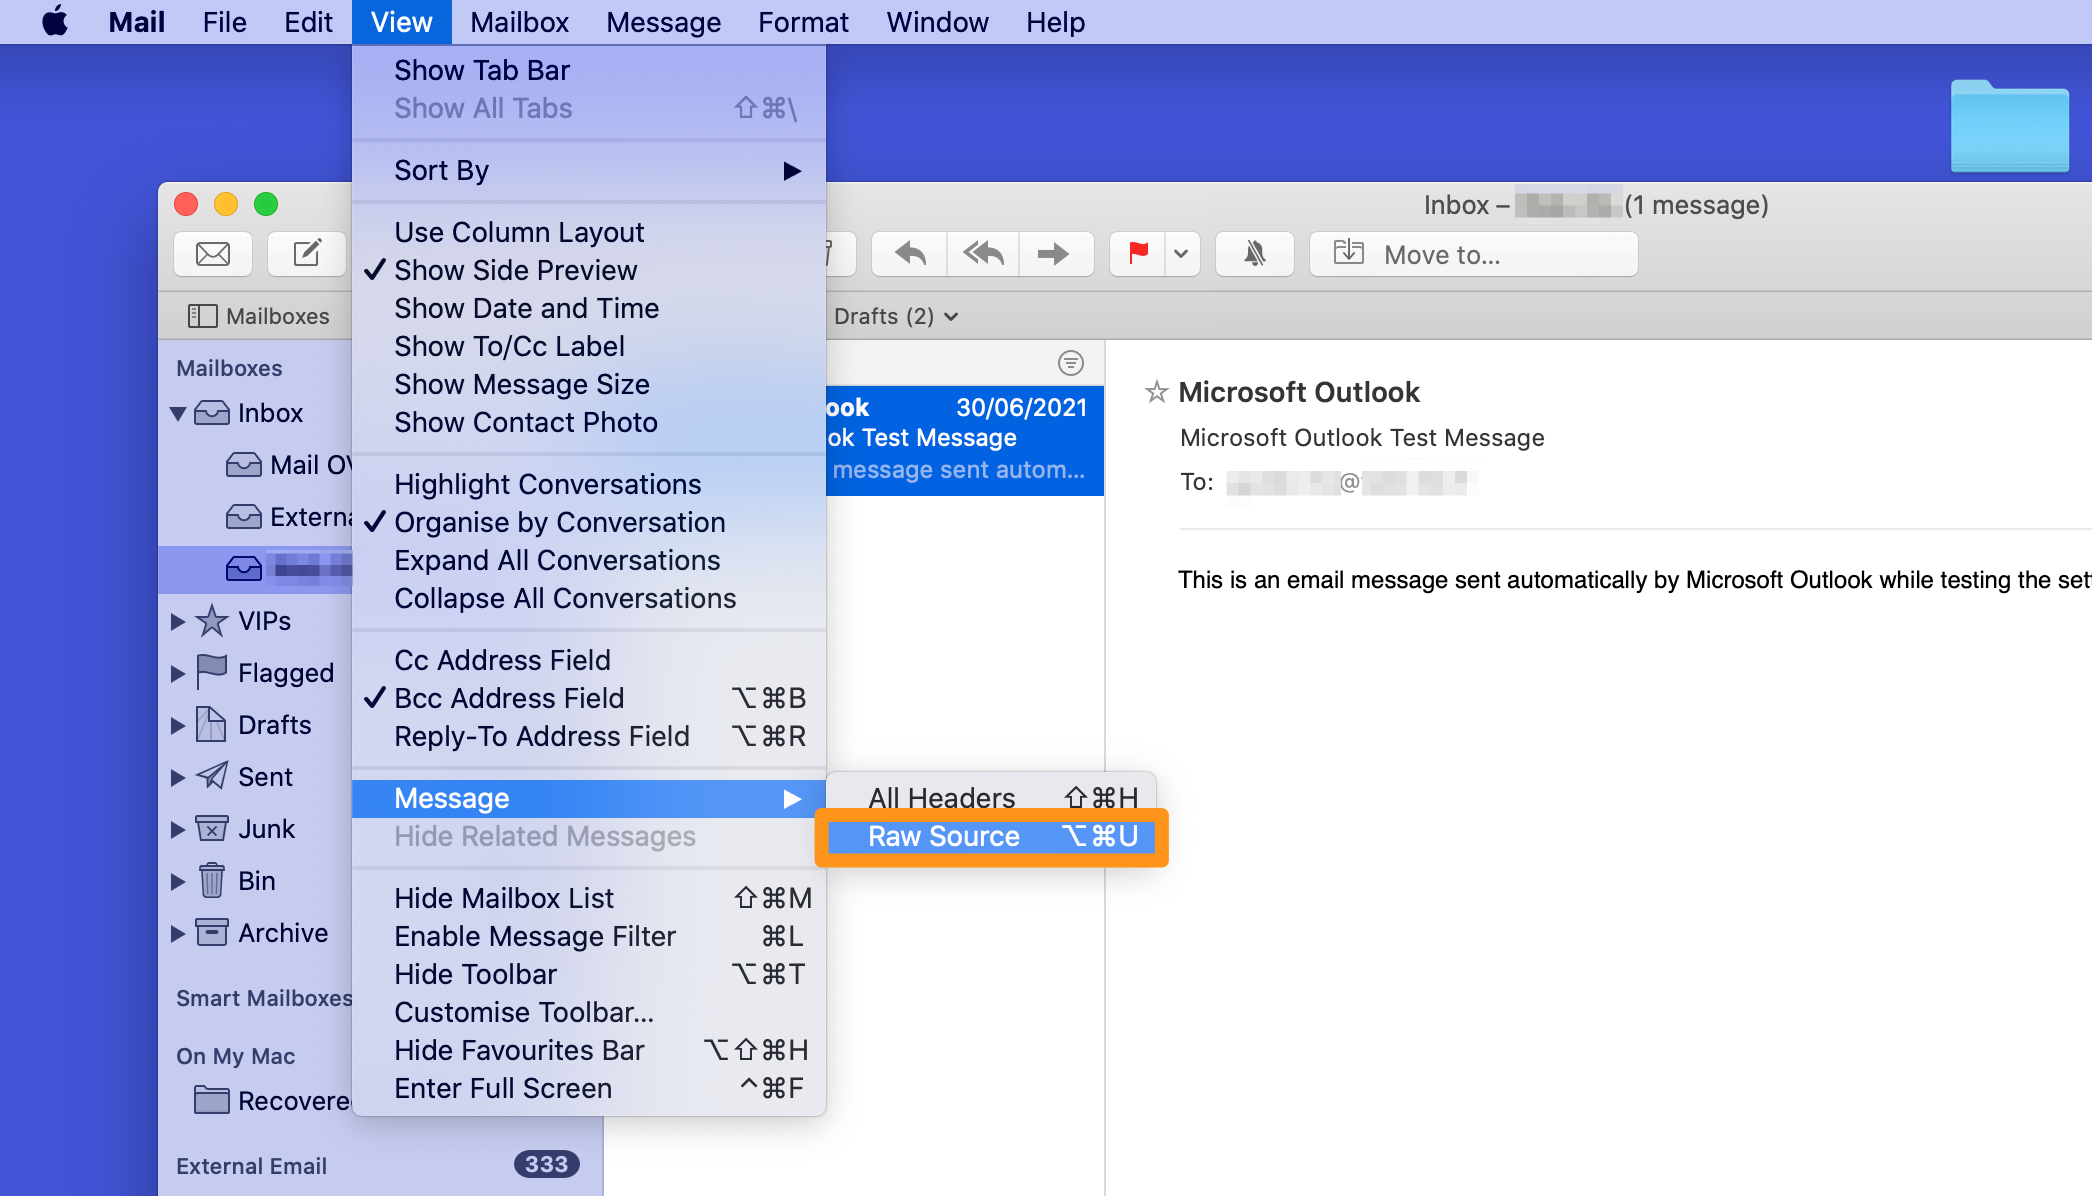 Mail File Edit View Mailbox Message Format Window Help
Show Tab Bar
Show All Tabs ⇧⌘\
Sort By ▶
Use Column Layout
✓ Show Side Preview
Show Date and Time
Show To/Cc Label
Show Message Size
Show Contact Photo
Highlight Conversations
✓ Organise by Conversation
Expand All Conversations
Collapse All Conversations
Cc Address Field
✓ Bcc Address Field ⌥⌘B
Reply-To Address Field ⌥⌘R
Message ▶
Hide Related Messages
Hide Mailbox List ⇧⌘M
Enable Message Filter ⌘L
Hide Toolbar ⌥⌘T
Customise Toolbar...
Hide Favourites Bar ⌥⇧⌘H
Enter Full Screen ^⌘F
All Headers ⇧⌘H
Raw Source ⌥⌘U
Inbox – (1 message)
Move to...
Mailboxes
Drafts (2)
Mailboxes
Inbox
Mail OV
Externa
VIPs
Flagged
Drafts
Sent
Junk
Bin
Archive
Smart Mailboxes
On My Mac
Recovere
External Email 333
ook 30/06/2021
ok Test Message
message sent autom...
Microsoft Outlook
Microsoft Outlook Test Message
To: @
This is an email message sent automatically by Microsoft Outlook while testing the set